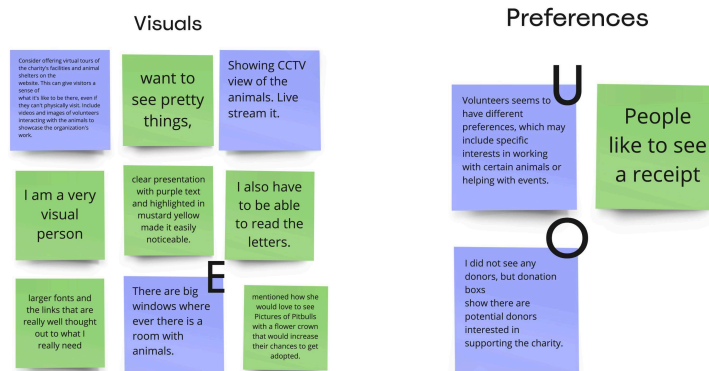 Visuals
Consider offering virtual tours of
the charity's facilities and animal
shelters on the
website. This can give visitors a
sense of
what it's like to be there, even if
they can't physically visit. Include
videos and images of volunteers
interacting with the animals to
showcase the organization's
work.
want to
see pretty
things,
Showing CCTV
view of the
animals. Live
stream it.
I am a very
visual
person
clear presentation
with purple text
and highlighted in
mustard yellow
made it easily
noticeable.
I also have
to be able
to read the
letters.
larger fonts and
the links that are
really well thought
out to what I
really need
E
There are big
windows where
ever there is a
room with
animals.
mentioned how she
would love to see
Pictures of Pitbulls
with a flower crown
that would increase
their chances to get
adopted.
Preferences
U
Volunteers seems to
have different
preferences, which may
include specific
interests in working
with certain animals or
helping with events.
People
like to see
a receipt
O
I did not see any
donors, but donation
boxs
show there are
potential donors
interested in
supporting the charity.